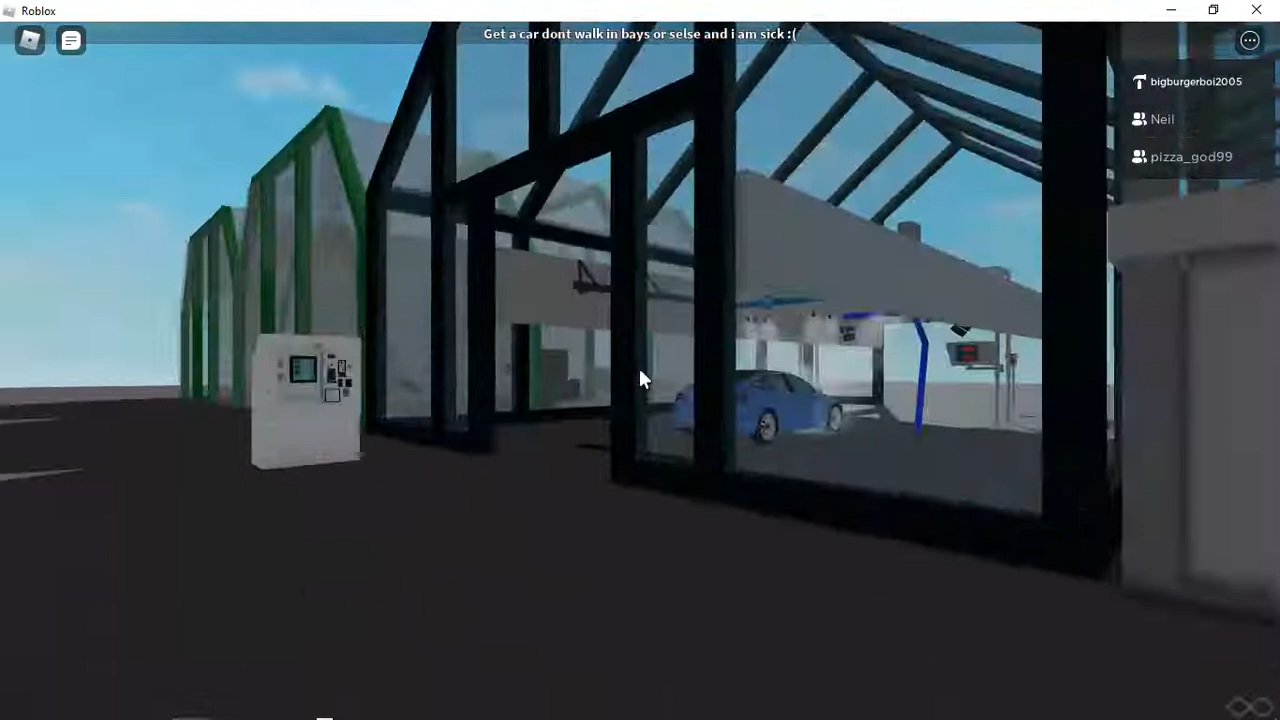 Roblox
Get a car dont walk in bays or selse and i am sick :(
bigburgerboi2005
Neil
pizza_god99